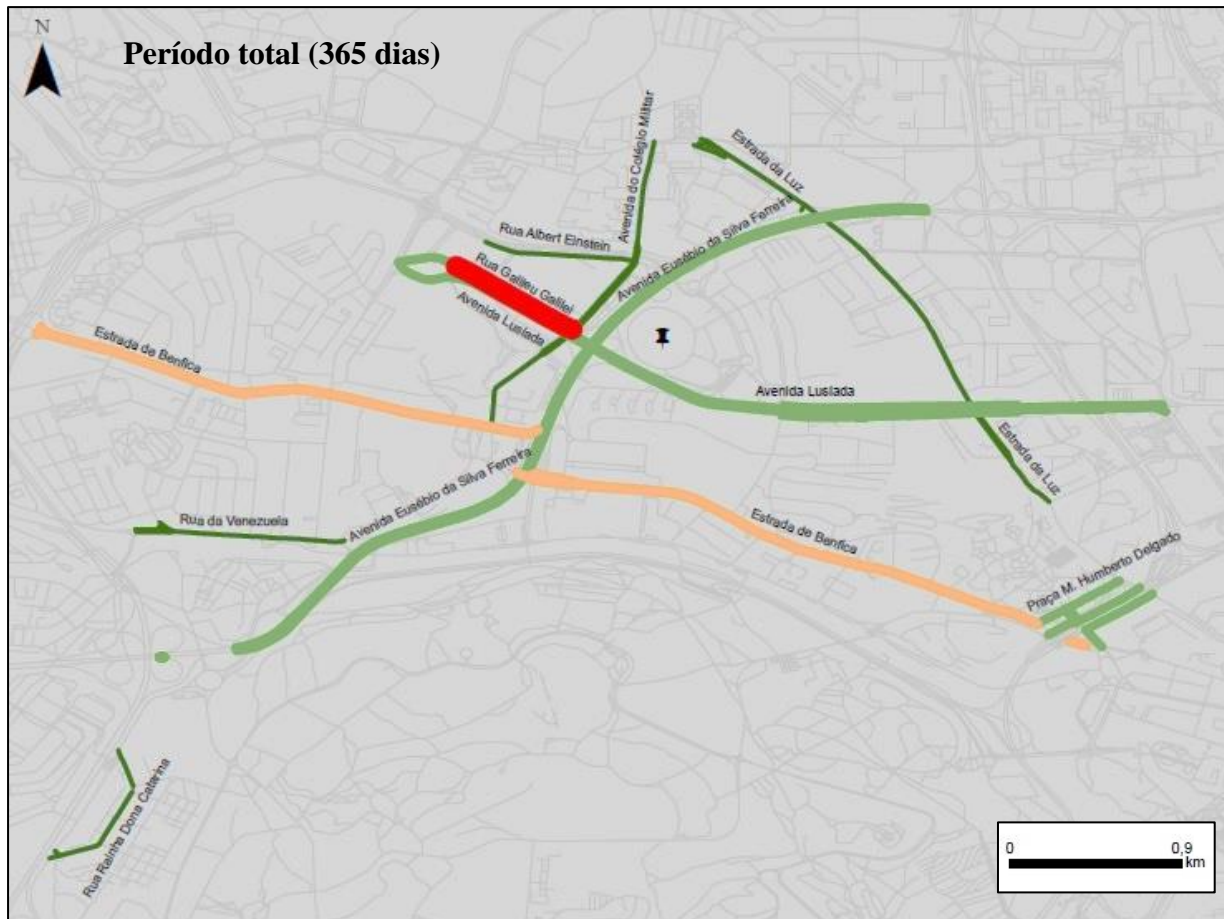 N
Período total (365 dias)
Avenida do Colégio Militar
Estrada da Luz
Rua Albert Einstein
Avenida Eusébio da Silva Ferreira
Rua Galileu Galilei
Avenida Lusiada
Estrada de Benfica
Avenida Lusiada
Estrada da Luz
Avenida Eusébio da Silva Ferreira
Rua da Venezuela
Estrada de Benfica
Praça M. Humberto Delgado
Rua Rainha Dona Catarina
0 0,9
km